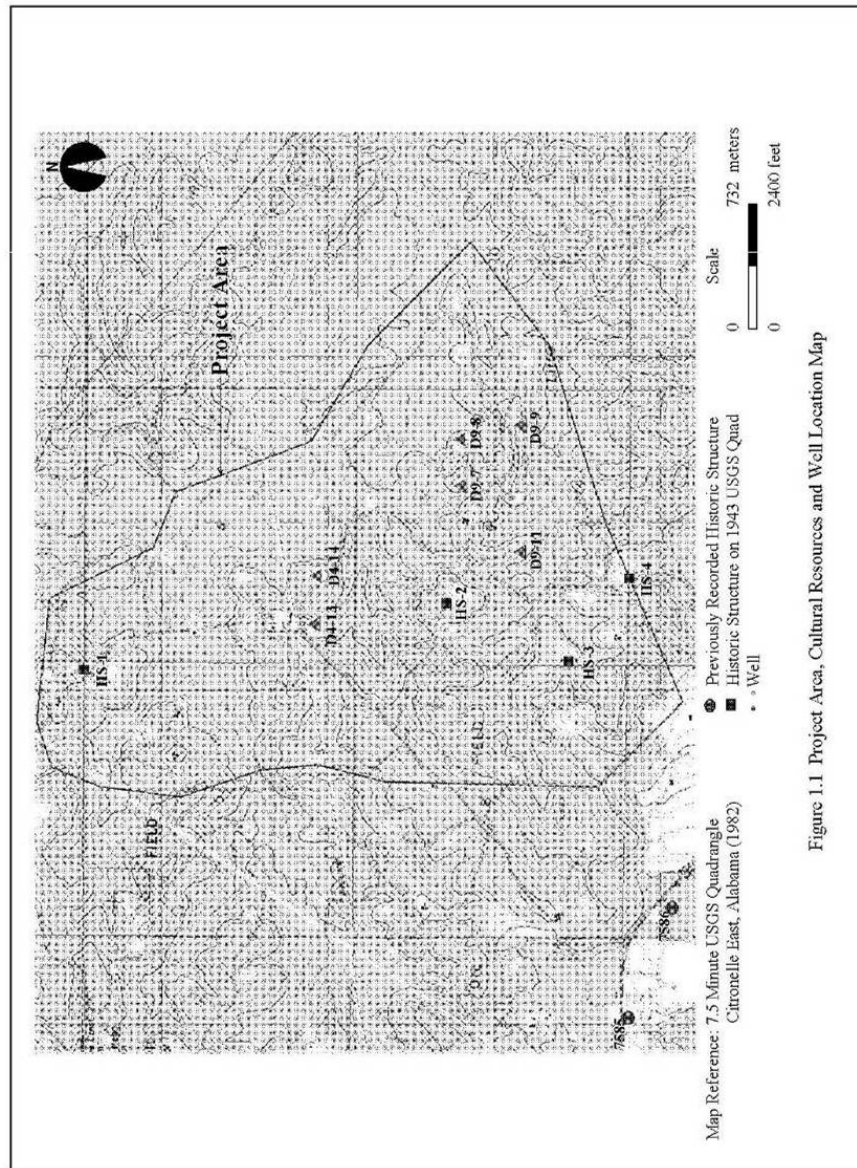 N
Project Area
FIELD
HS-1
D4-13
D4-14
HS-2
D9-7
D9-8
D9-9
D9-11
HS-3
HS-4
7586
7585
Map Reference: 7.5 Minute USGS Quadrangle
Citronelle East, Alabama (1982)
Previously Recorded Historic Structure
Historic Structure on 1943 USGS Quad
Well
Scale
0 732 meters
0 2400 feet
Figure 1.1 Project Area, Cultural Resources and Well Location Map